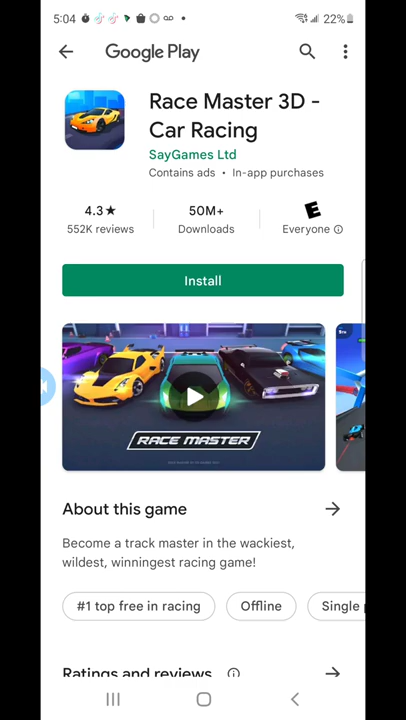 5:04
22%
Google Play
Race Master 3D -
Car Racing
SayGames Ltd
Contains ads • In-app purchases
4.3★
552K reviews
50M+
Downloads
E
Everyone
Install
RACE MASTER
About this game
Become a track master in the wackiest,
wildest, winningest racing game!
#1 top free in racing
Offline
Single
Ratings and reviews